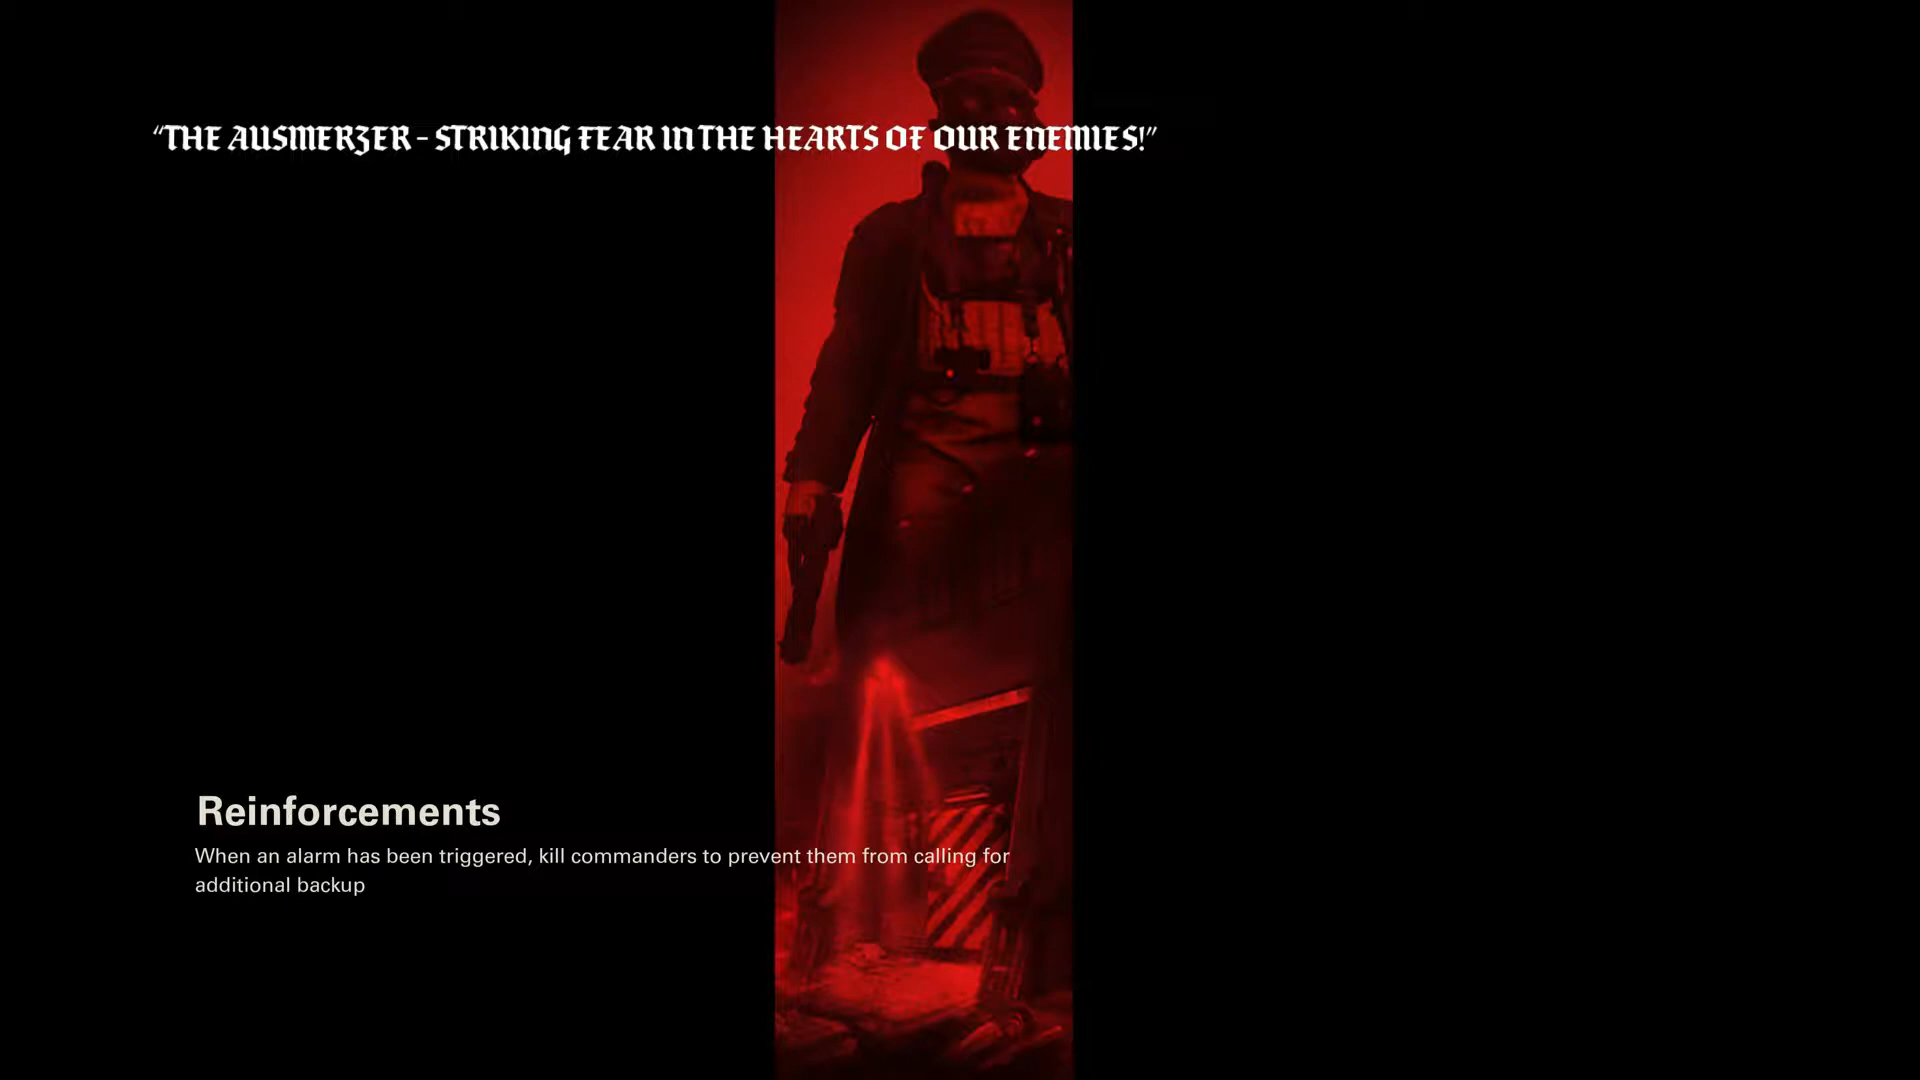 “THE AUSMERZER – STRIKING FEAR IN THE HEARTS OF OUR ENEMIES!”
Reinforcements
When an alarm has been triggered, kill commanders to prevent them from calling for
additional backup